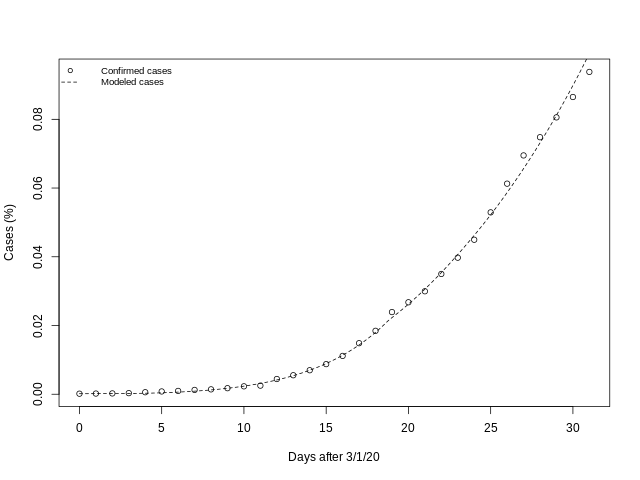 Confirmed cases
Modeled cases
Cases (%)
0.08
0.06
0.04
0.02
0.00
0 5 10 15 20 25 30
Days after 3/1/20